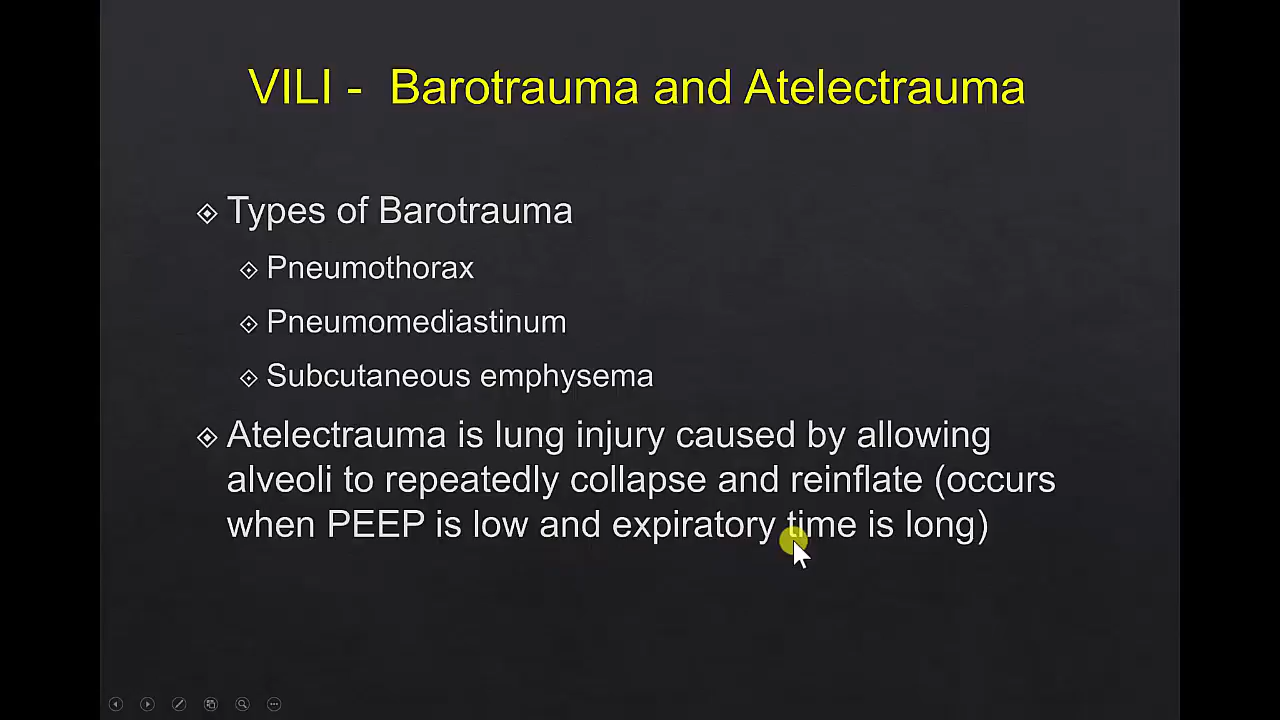 VILI - Barotrauma and Atelectrauma
Types of Barotrauma
Pneumothorax
Pneumomediastinum
Subcutaneous emphysema
Atelectrauma is lung injury caused by allowing
alveoli to repeatedly collapse and reinflate (occurs
when PEEP is low and expiratory time is long)